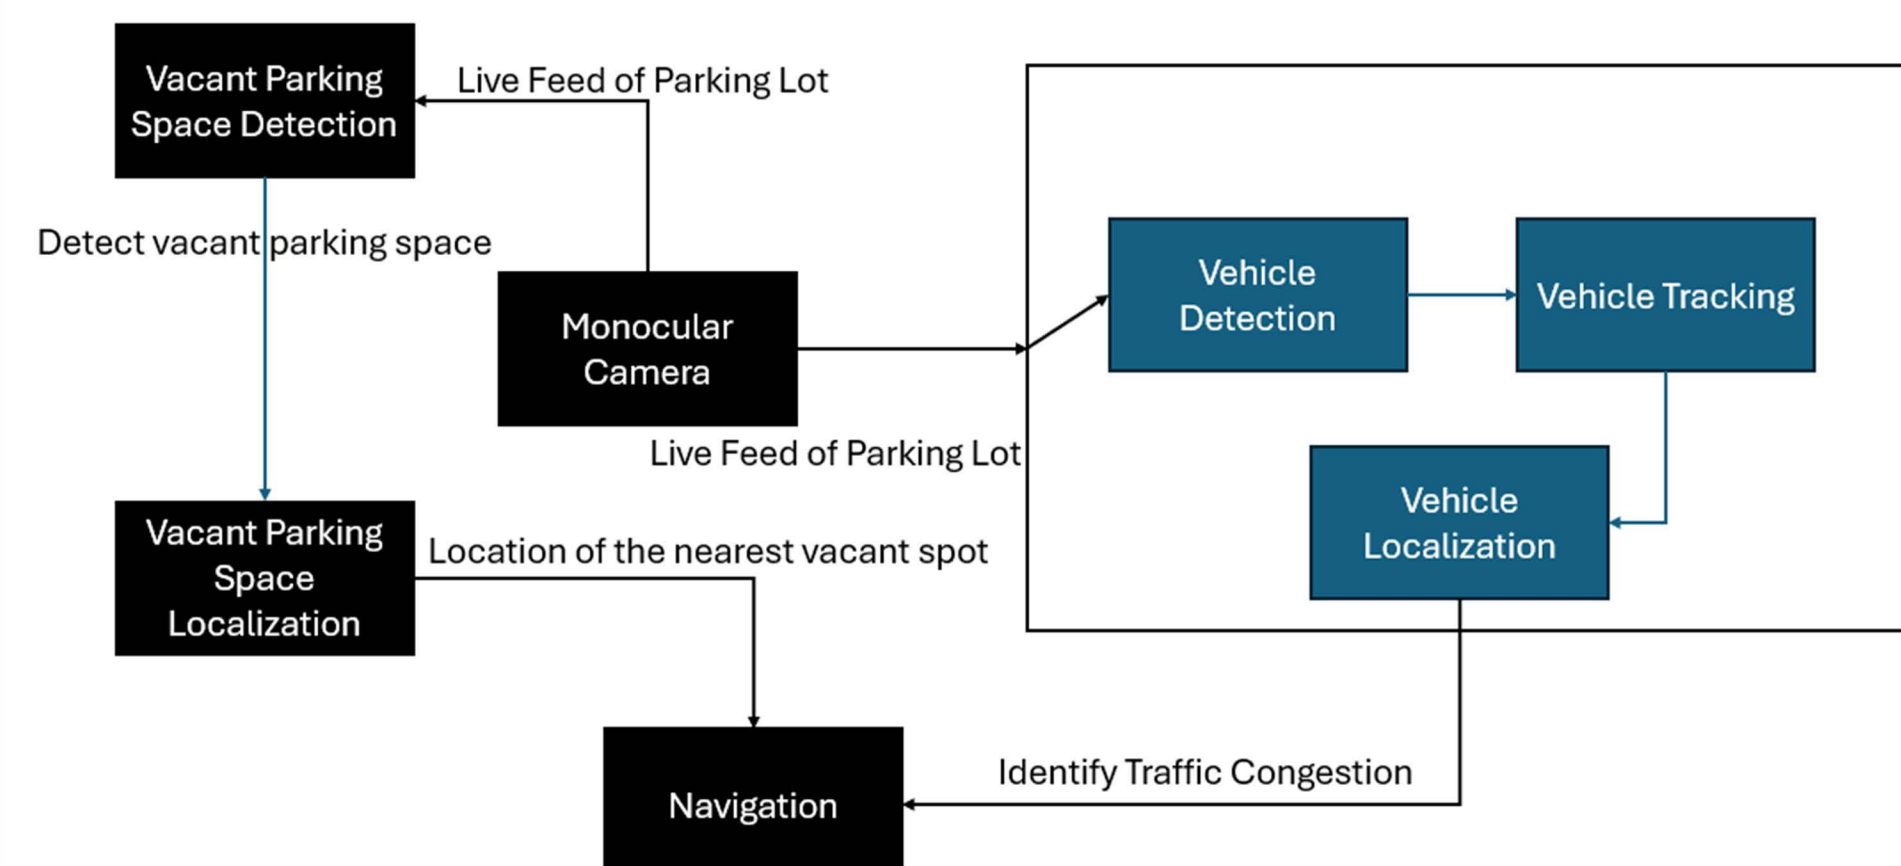 Vacant Parking
Space Detection
Live Feed of Parking Lot
Detect vacant parking space
Monocular
Camera
Live Feed of Parking Lot
Vehicle
Detection
Vehicle Tracking
Vehicle
Localization
Vacant Parking
Space
Localization
Location of the nearest vacant spot
Identify Traffic Congestion
Navigation